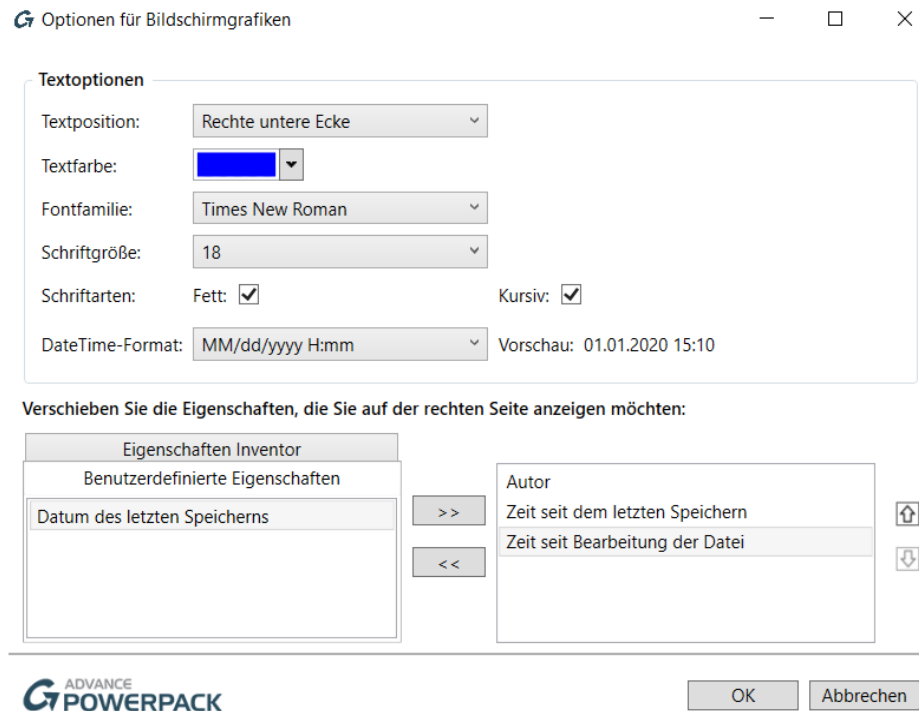 Optionen für Bildschirmgrafiken
Textoptionen
Textposition: Rechte untere Ecke
Textfarbe:
Fontfamilie: Times New Roman
Schriftgröße: 18
Schriftarten: Fett: Kursiv:
DateTime-Format: MM/dd/yyyy H:mm Vorschau: 01.01.2020 15:10
Verschieben Sie die Eigenschaften, die Sie auf der rechten Seite anzeigen möchten:
Eigenschaften Inventor
Benutzerdefinierte Eigenschaften
Datum des letzten Speicherns
>>
<<
Autor
Zeit seit dem letzten Speichern
Zeit seit Bearbeitung der Datei
ADVANCE
POWERPACK
OK Abbrechen